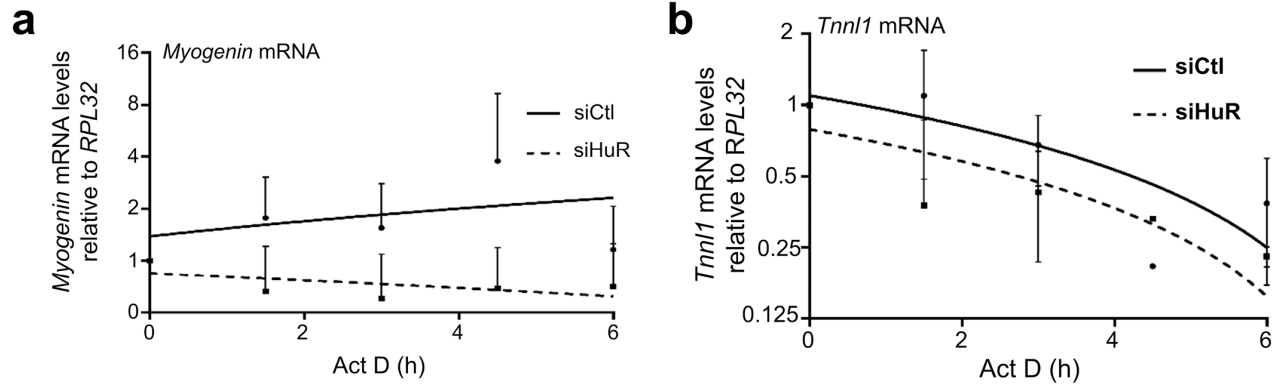 a
Myogenin mRNA
Myogenin mRNA levels
relative to RPL32
16
8
4
2
1
0
siCtl
siHuR
0 2 4 6
Act D (h)
b
Tnnl1 mRNA
Tnnl1 mRNA levels
relative to RPL32
2
1
0.5
0.25
0.125
siCtl
siHuR
0 2 4 6
Act D (h)